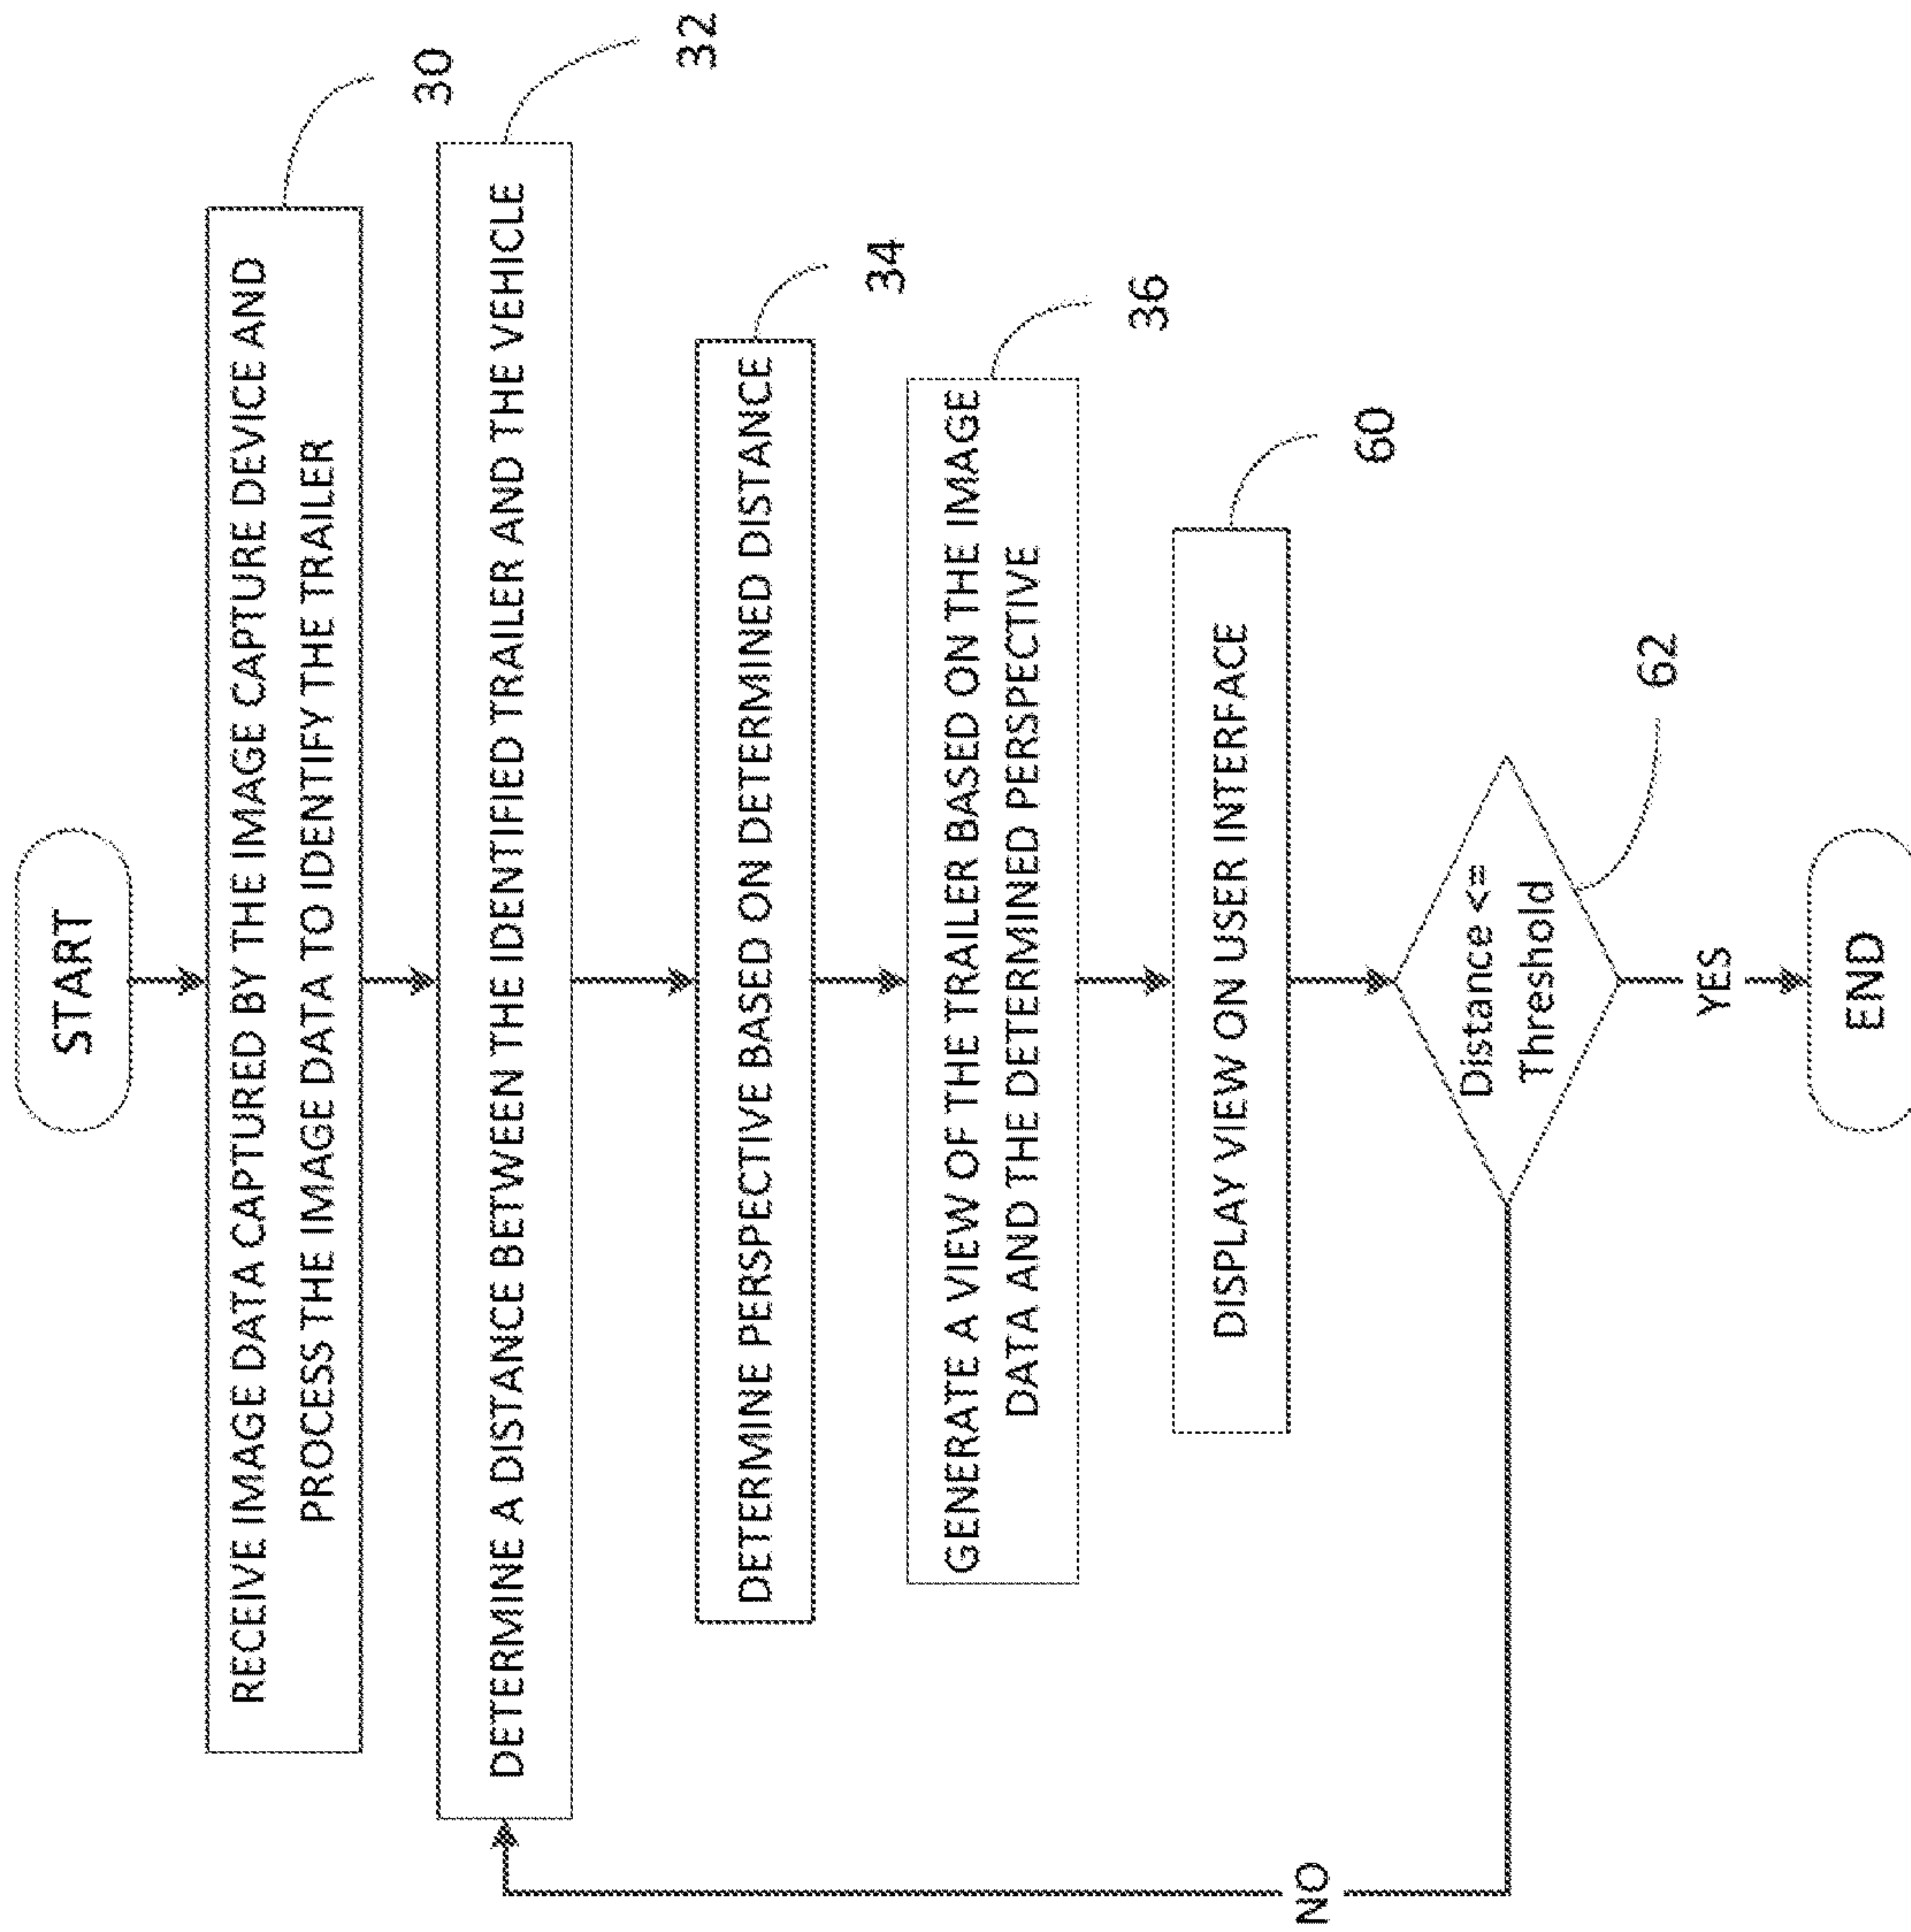 START
RECEIVE IMAGE DATA CAPTURED BY THE IMAGE CAPTURE DEVICE AND
PROCESS THE IMAGE DATA TO IDENTIFY THE TRAILER
30
DETERMINE A DISTANCE BETWEEN THE IDENTIFIED TRAILER AND THE VEHICLE
32
DETERMINE PERSPECTIVE BASED ON DETERMINED DISTANCE
34
GENERATE A VIEW OF THE TRAILER BASED ON THE IMAGE
DATA AND THE DETERMINED PERSPECTIVE
36
DISPLAY VIEW ON USER INTERFACE
60
NO
Distance <=
Threshold
62
YES
END